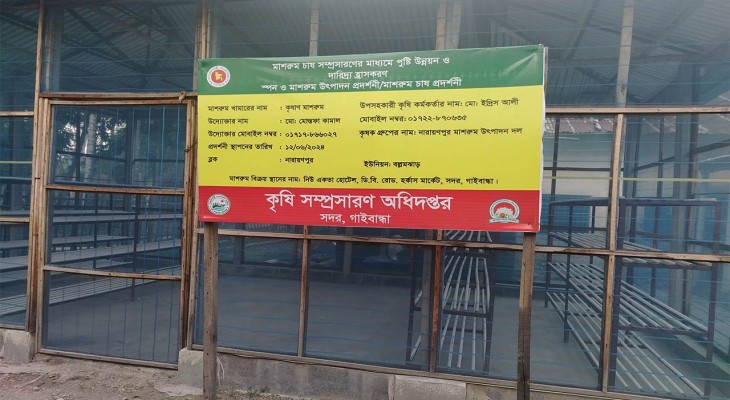 মাশরুম চাষ সম্প্রসারণের মাধ্যমে পুষ্টি উন্নয়ন ও
দারিদ্র্য হ্রাসকরণ
স্পন ও মাশরুম উৎপাদন প্রদর্শনী/মাশরুম চাষ প্রদর্শনী
মাশরুম খামারের নাম : কৃষাণ মাশরুম উপসহকারী কৃষি কর্মকর্তার নাম: মো: ইদ্রিস আলী
উদ্যোক্তার নাম : মো: মোস্তফা কামাল মোবাইল নম্বর: ০১৭২২-৮৭০৬৩৫
উদ্যোক্তার মোবাইল নম্বর : ০১৭১৭-৮৬৬০২৭ কৃষক গ্রুপের নাম: নারায়ণপুর মাশরুম উৎপাদন দল
প্রদর্শনী স্থাপনের তারিখ : ১২/০৬/২০২৪
ব্লক : নারায়ণপুর ইউনিয়ন: বল্লমঝাড়
মাশরুম বিক্রয় স্থানের নাম: নিউ একতা হোটেল, ডি.বি. রোড, হর্কাস মার্কেট, সদর, গাইবান্ধা।
কৃষি সম্প্রসারণ অধিদপ্তর
সদর, গাইবান্ধা